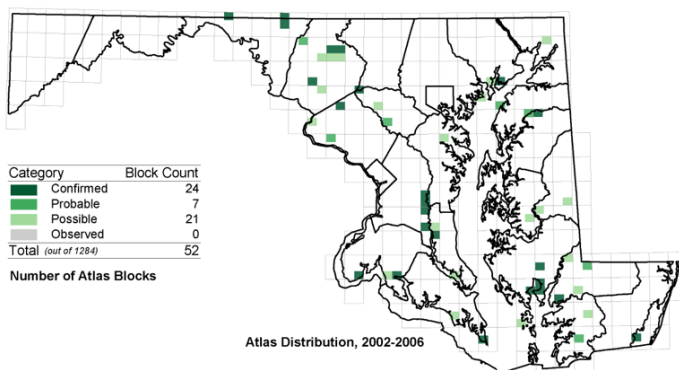 Category Block Count
Confirmed 24
Probable 7
Possible 21
Observed 0
Total (out of 1284) 52
Number of Atlas Blocks
Atlas Distribution, 2002-2006